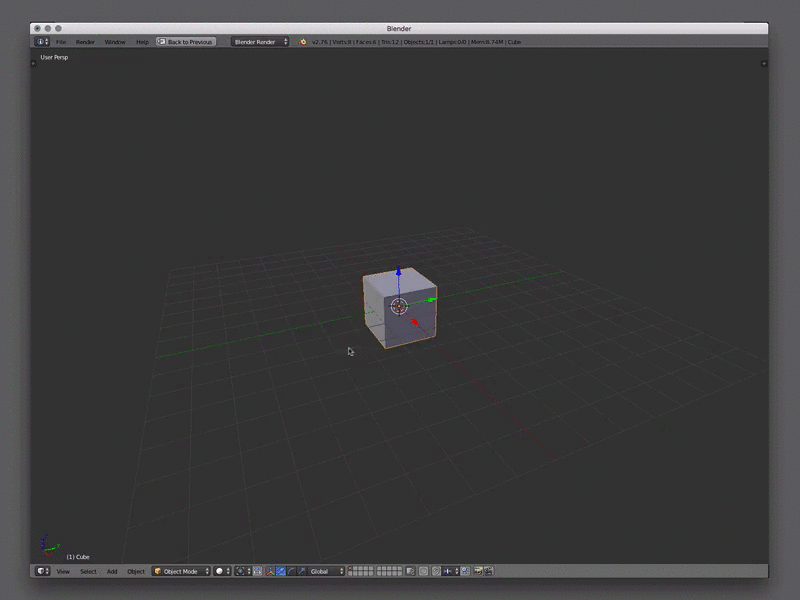 Blender
File Render Window Help Back to Previous Blender Render v2.76 | Verts:8 | Faces:6 | Tris:12 | Objects:1/1 | Lamps:0/0 | Mem:6.74M | Cube
User Persp
(1) Cube
View Select Add Object Object Mode Global